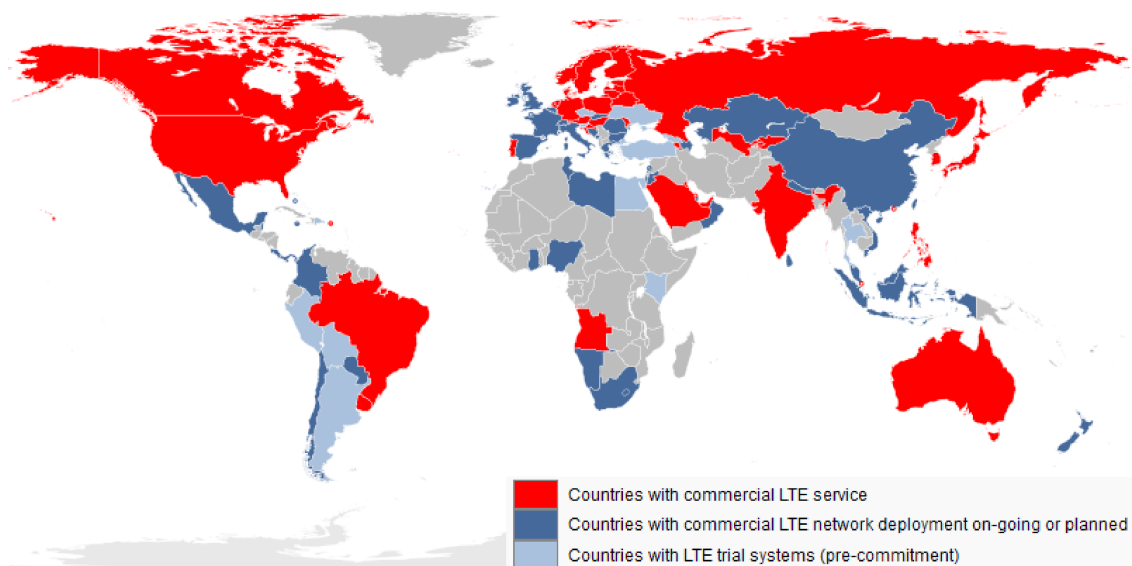 Countries with commercial LTE service
Countries with commercial LTE network deployment on-going or planned
Countries with LTE trial systems (pre-commitment)